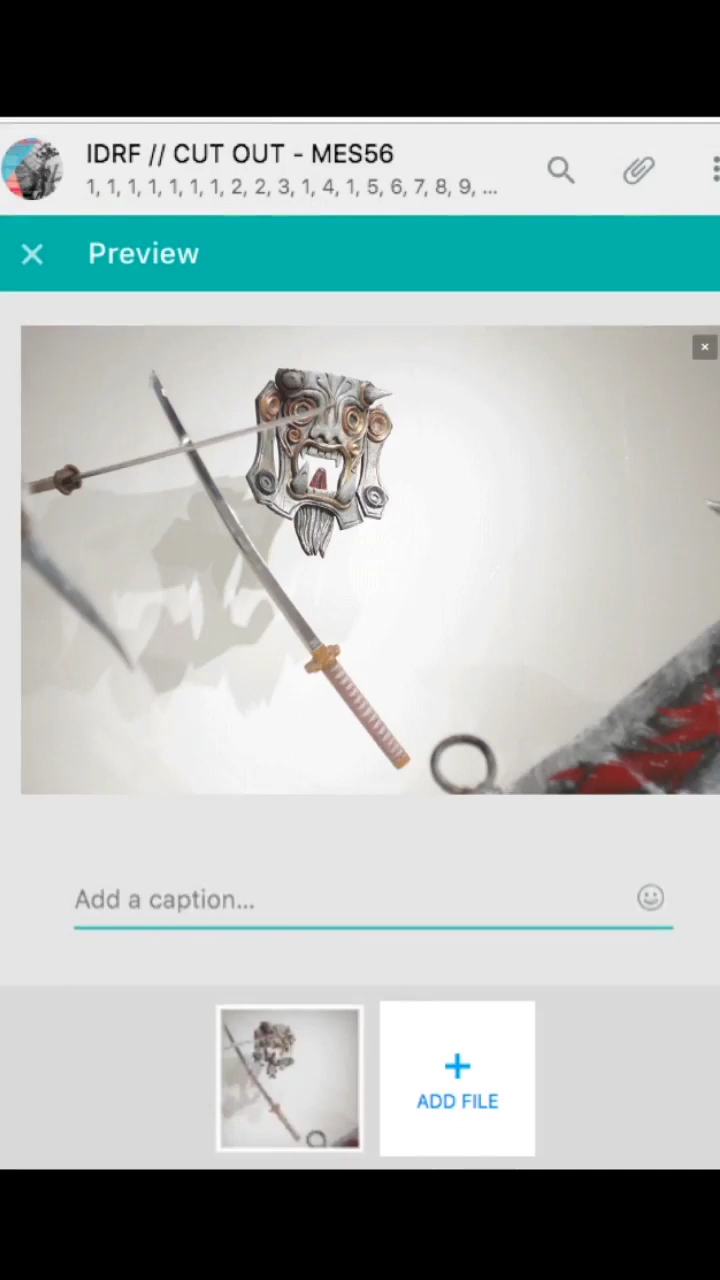 IDRF // CUT OUT - MES56
1, 1, 1, 1, 1, 1, 1, 2, 2, 3, 1, 4, 1, 5, 6, 7, 8, 9, ...
Preview
Add a caption...
ADD FILE